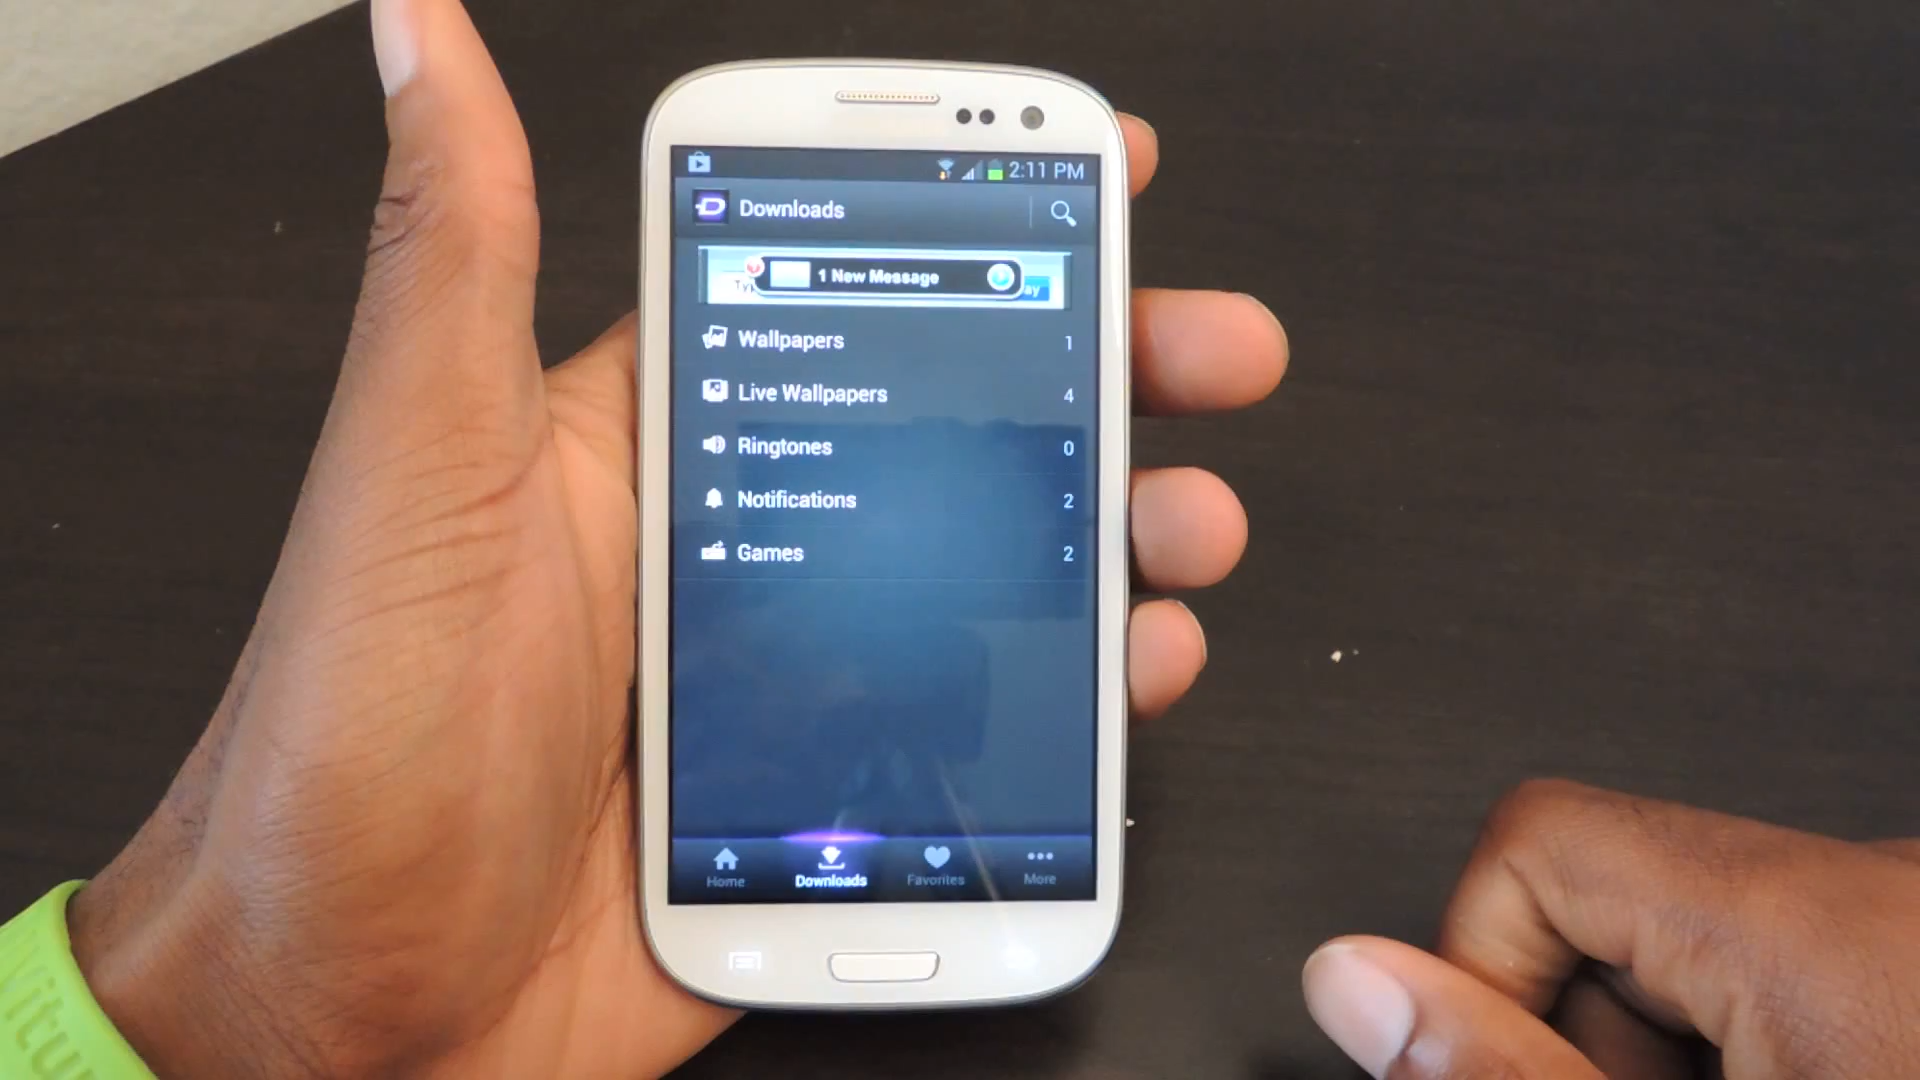 2:11 PM
Downloads
1 New Message
Wallpapers 1
Live Wallpapers 4
Ringtones 0
Notifications 2
Games 2
Home Downloads Favorites More